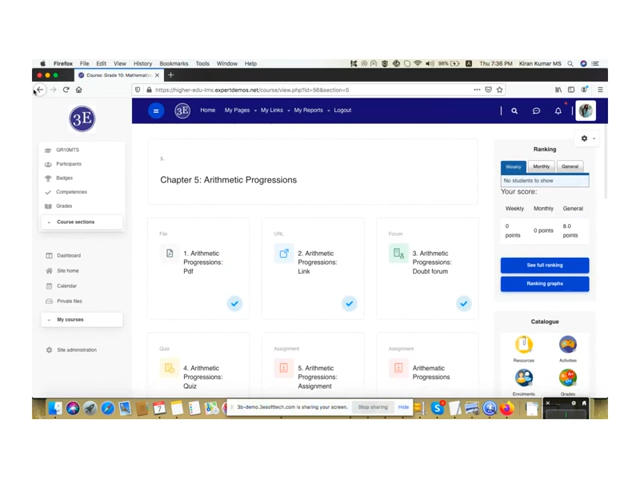 Firefox File Edit View History Bookmarks Tools Window Help
98% Thu 7:36 PM Kiran Kumar MS
Course: Grade 10: Mathematics
https://higher-edu-lms.expertdemos.net/course/view.php?id=56&section=5
3E
3E Home My Pages My Links My Reports Logout
GR10MTS
Participants
Badges
Competencies
Grades
Course sections
Dashboard
Site home
Calendar
Private files
My courses
Site administration
5.
Chapter 5: Arithmetic Progressions
File
1. Arithmetic
Progressions:
Pdf
URL
2. Arithmetic
Progressions:
Link
Forum
3. Arithmetic
Progressions:
Doubt forum
Quiz
4. Arithmetic
Progressions:
Quiz
Assignment
5. Arithmetic
Progressions:
Assignment
Assignment
Arithematic
Progressions
Ranking
Weekly Monthly General
No students to show
Your score:
Weekly Monthly General
0 points 0 points 8.0 points
See full ranking
Ranking graphs
Catalogue
Resources Activities
Enrolments Grades
3b-demo.3esofttech.com is sharing your screen. Stop sharing Hide